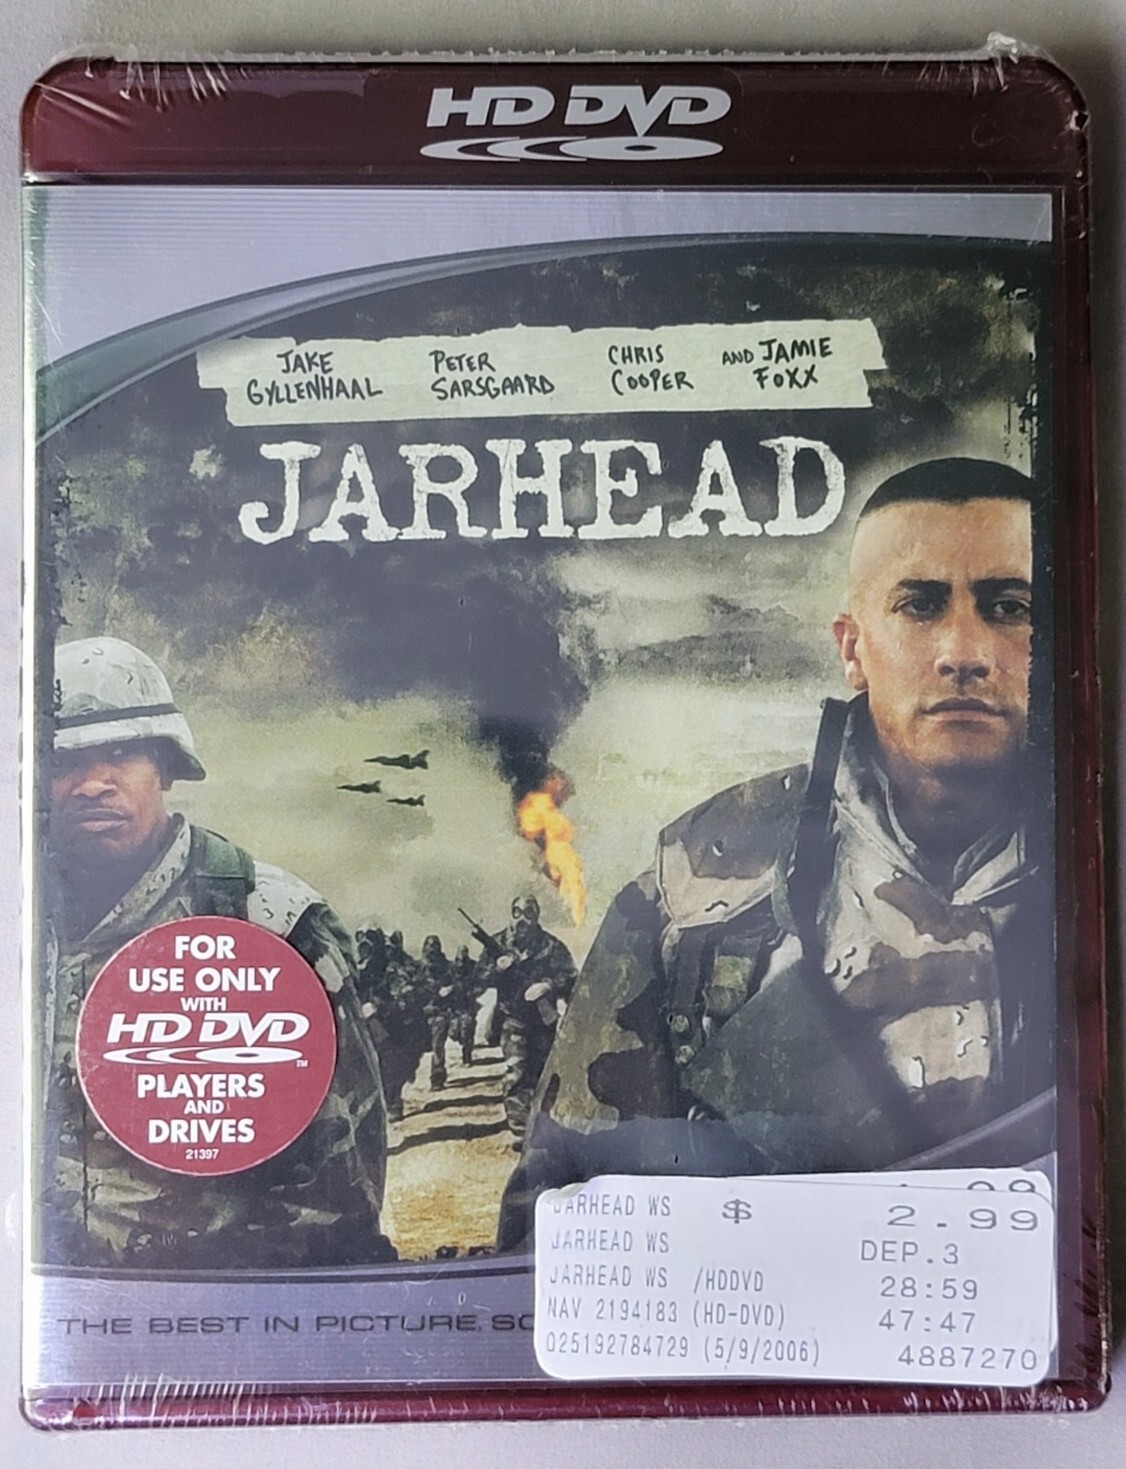 HD DVD
JAKE GYLLENHAAL
PETER SARSGAARD
CHRIS COOPER
AND JAMIE FOXX
JARHEAD
FOR
USE ONLY
WITH
HD DVD™
PLAYERS
AND
DRIVES
21397
JARHEAD WS $ 2.99
JARHEAD WS DEP.3
JARHEAD WS /HDDVD 28:59
NAV 2194183 (HD-DVD) 47:47
025192784729 (5/9/2006) 4887270
THE BEST IN PICTURE,